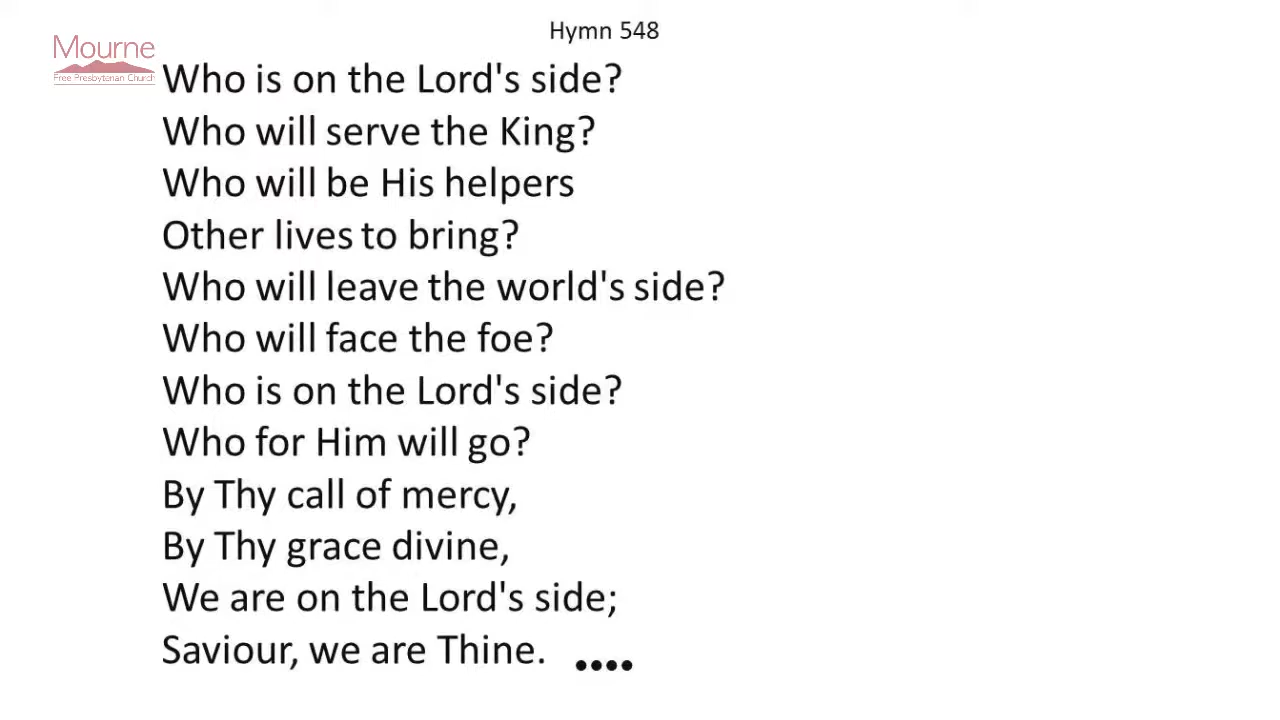 Hymn 548
Mourne
Free Presbyterian Church
Who is on the Lord's side?
Who will serve the King?
Who will be His helpers
Other lives to bring?
Who will leave the world's side?
Who will face the foe?
Who is on the Lord's side?
Who for Him will go?
By Thy call of mercy,
By Thy grace divine,
We are on the Lord's side;
Saviour, we are Thine. ....